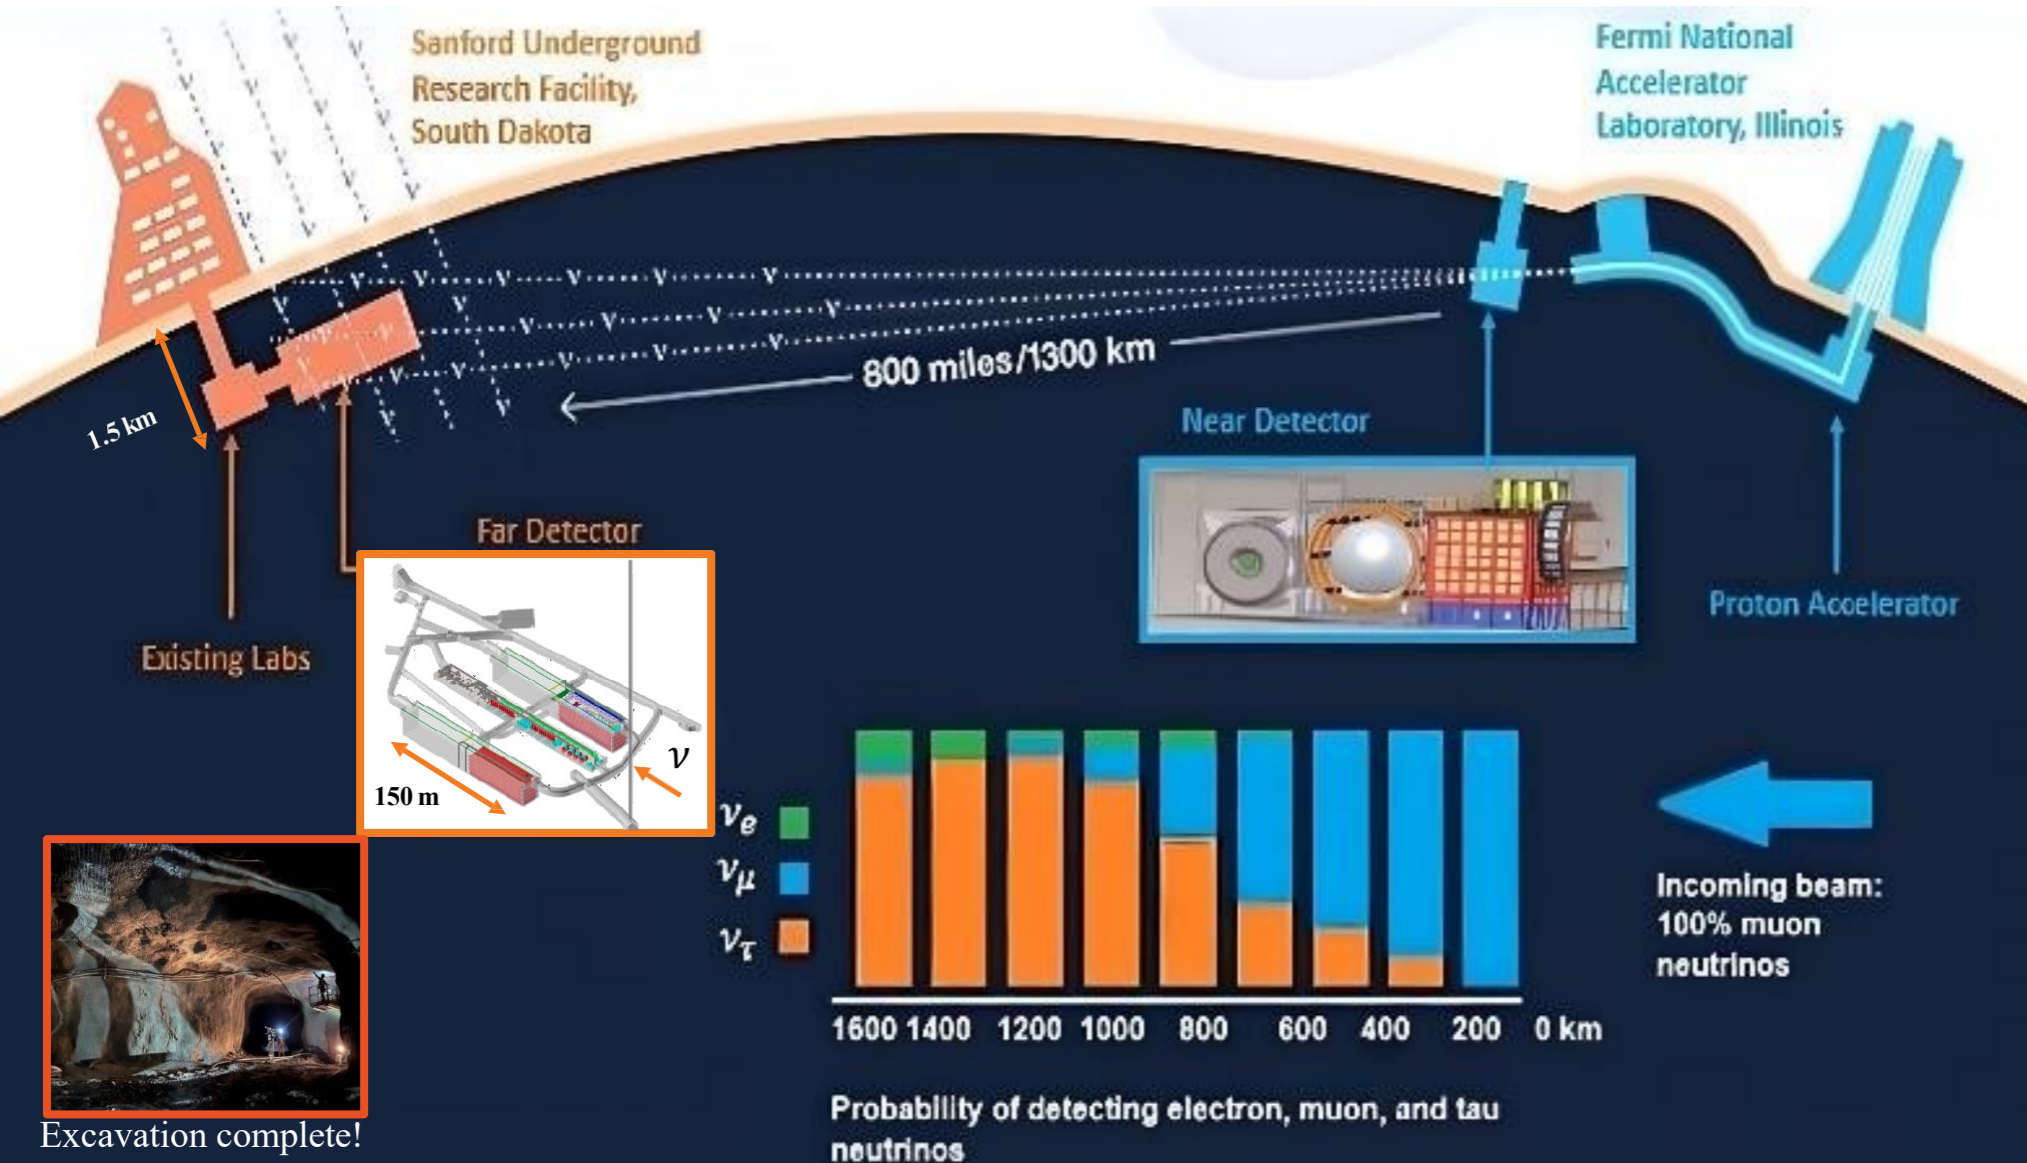 Sanford Underground
Research Facility,
South Dakota
Fermi National
Accelerator
Laboratory, Illinois
800 miles/1300 km
1.5 km
Near Detector
Far Detector
Proton Accelerator
Existing Labs
ν
150 m
νe
νμ
ντ
Incoming beam:
100% muon
neutrinos
1600 1400 1200 1000 800 600 400 200 0 km
Probability of detecting electron, muon, and tau
neutrinos
Excavation complete!